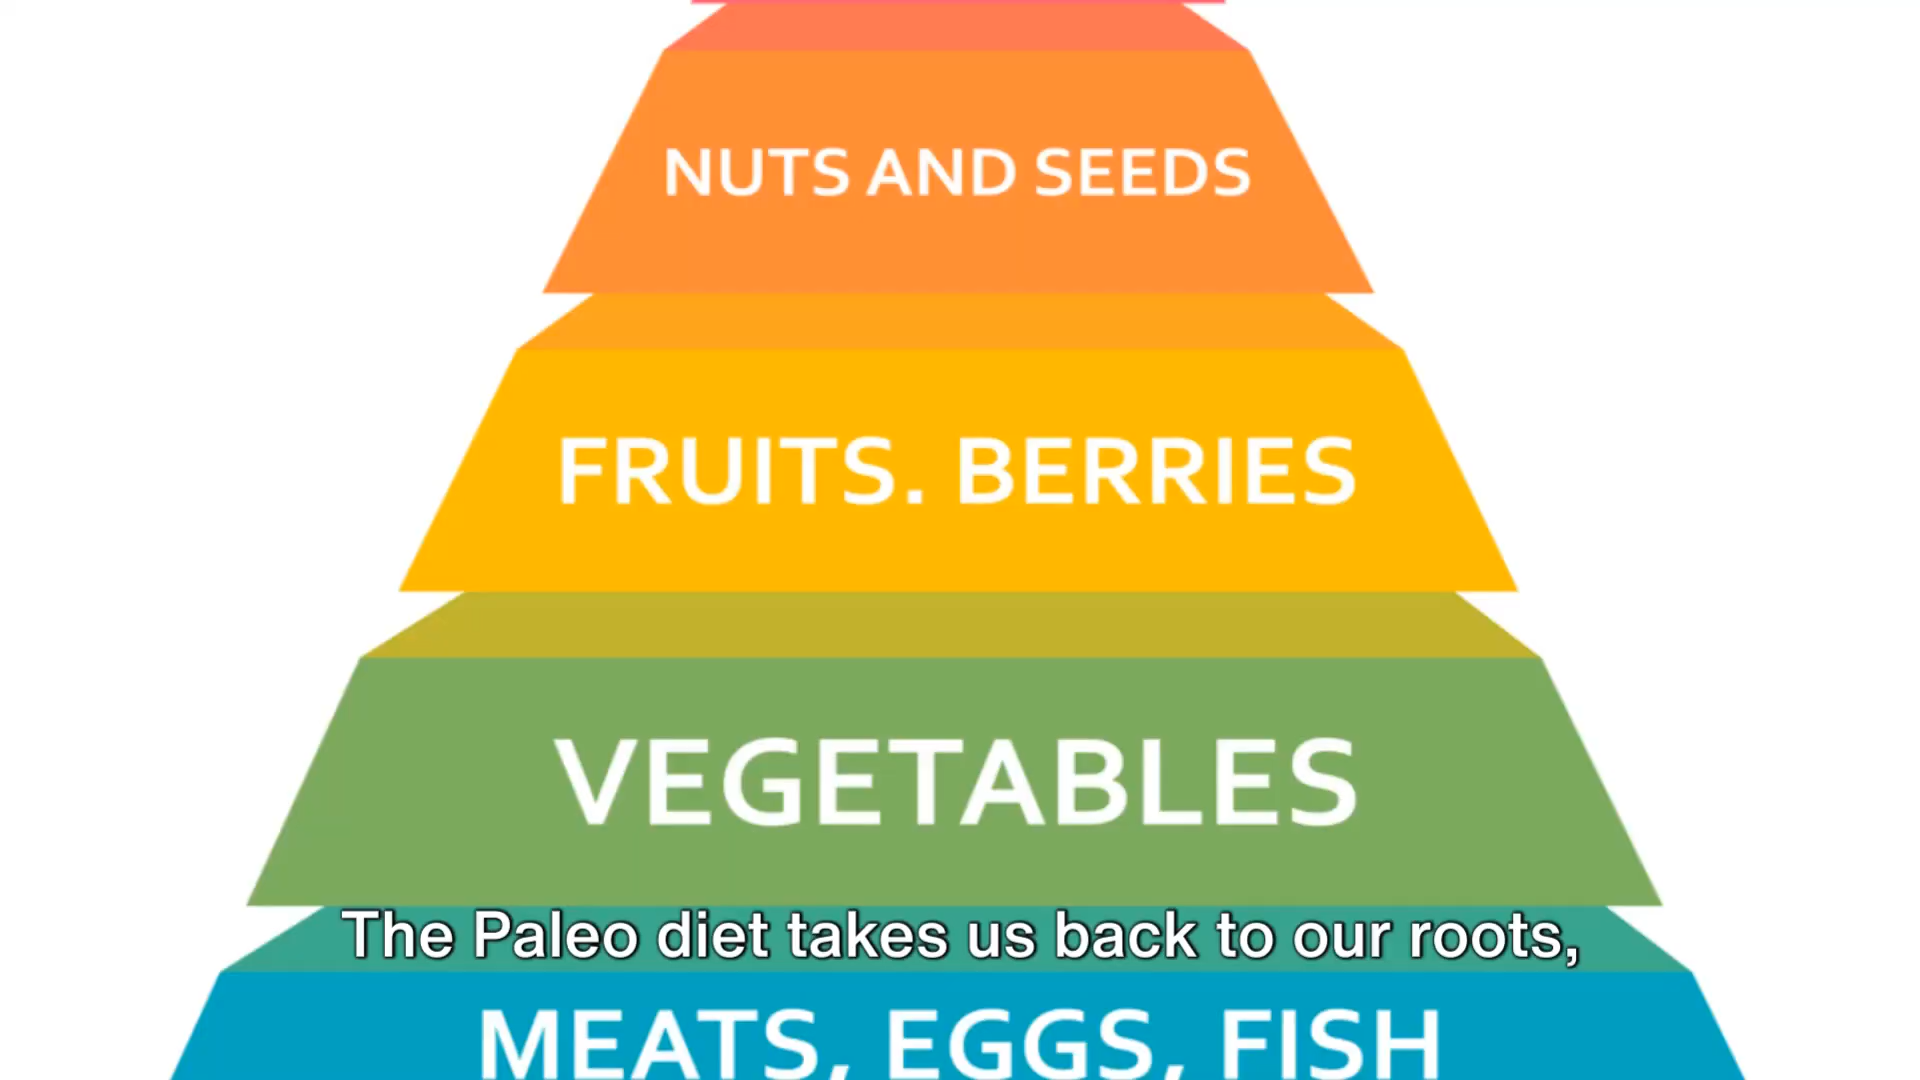 NUTS AND SEEDS
FRUITS. BERRIES
VEGETABLES
The Paleo diet takes us back to our roots,
MEATS, EGGS, FISH